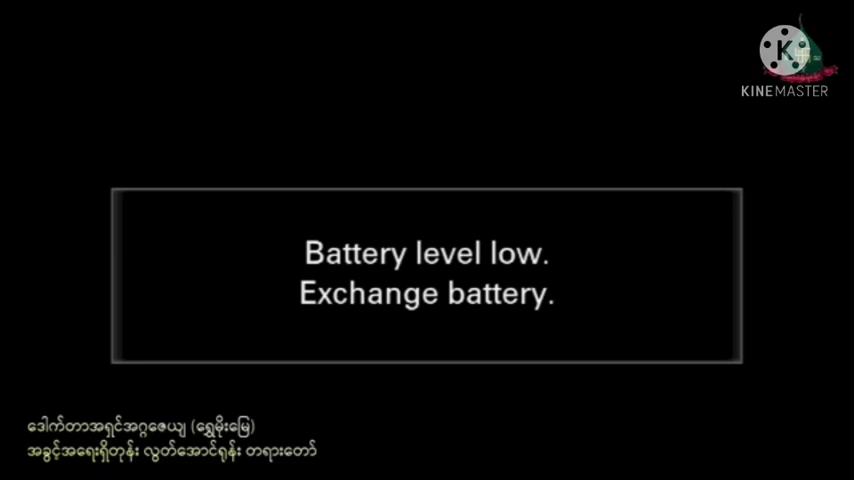 KINEMASTER
Battery level low.
Exchange battery.
ဒေါက်တာအရှင်အဂ္ဂဇေယျ (ရွှေမိုးမြေ)
အခွင့်အရေးရှိတုန်း လွတ်အောင်ရုန်း တရားတော်